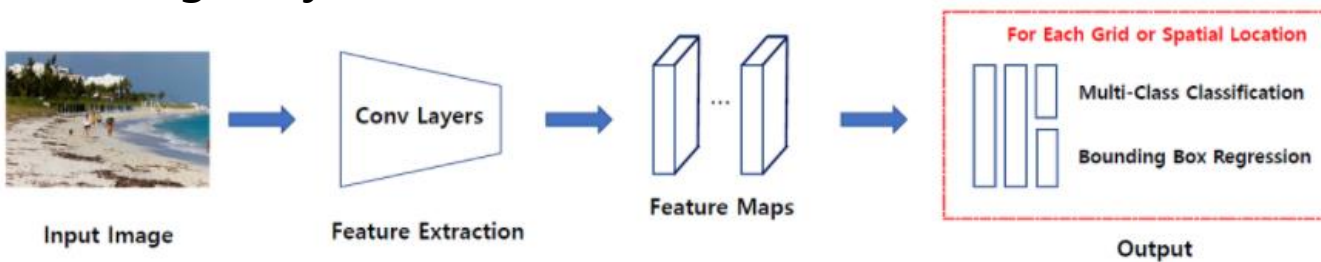 For Each Grid or Spatial Location
Conv Layers
...
Multi-Class Classification
Bounding Box Regression
Input Image
Feature Extraction
Feature Maps
Output